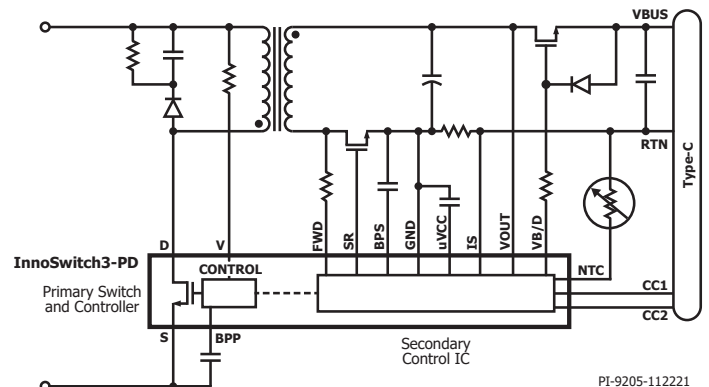 VBUS
RTN
Type-C
D
V
FWD
SR
BPS
GND
uVCC
IS
VOUT
VB/D
NTC
InnoSwitch3-PD
CONTROL
Primary Switch
and Controller
CC1
CC2
S
BPP
Secondary
Control IC
PI-9205-112221